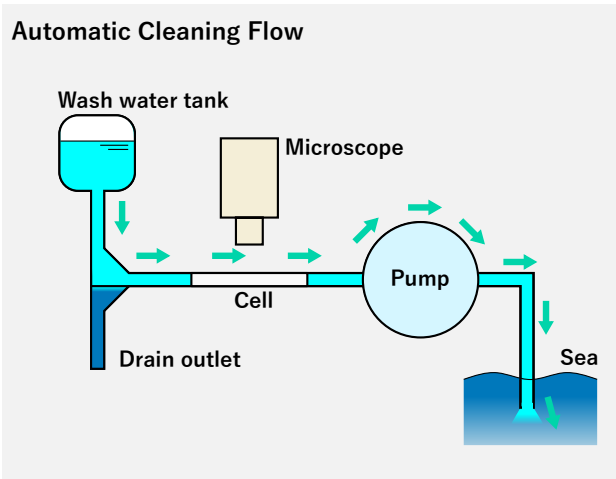 Automatic Cleaning Flow
Wash water tank
Microscope
Pump
Cell
Drain outlet
Sea